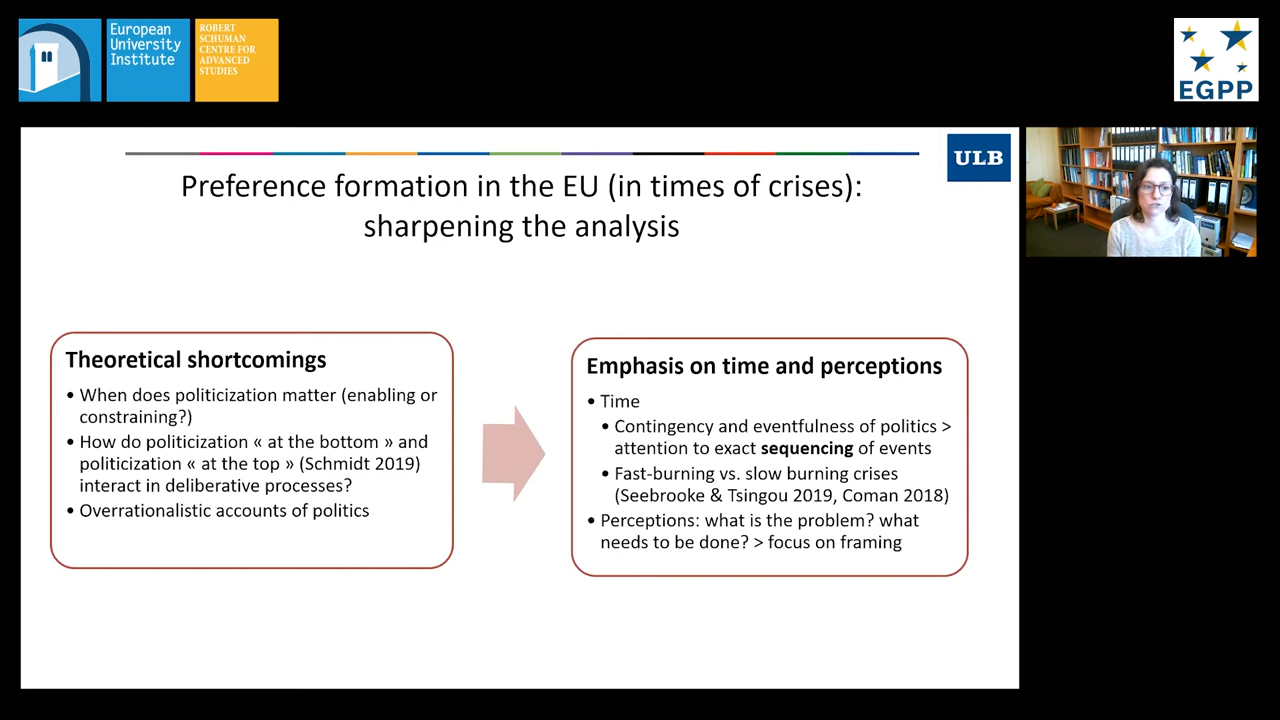 European
University
Institute
ROBERT
SCHUMAN
CENTRE FOR
ADVANCED
STUDIES
EGPP
ULB
Preference formation in the EU (in times of crises):
sharpening the analysis
Theoretical shortcomings
• When does politicization matter (enabling or
constraining?)
• How do politicization « at the bottom » and
politicization « at the top » (Schmidt 2019)
interact in deliberative processes?
• Overrationalistic accounts of politics
Emphasis on time and perceptions
• Time
• Contingency and eventfulness of politics >
attention to exact sequencing of events
• Fast-burning vs. slow burning crises
(Seebrooke & Tsingou 2019, Coman 2018)
• Perceptions: what is the problem? what
needs to be done? > focus on framing